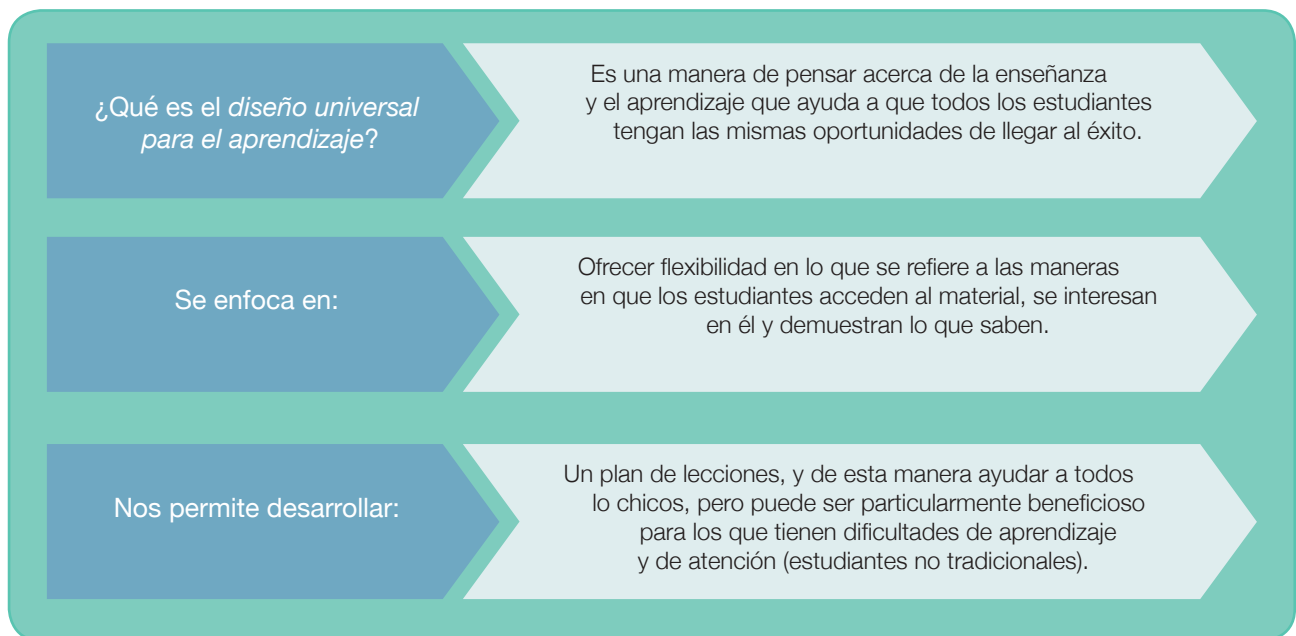 ¿Qué es el diseño universal
para el aprendizaje?
Es una manera de pensar acerca de la enseñanza
y el aprendizaje que ayuda a que todos los estudiantes
tengan las mismas oportunidades de llegar al éxito.
Se enfoca en:
Ofrecer flexibilidad en lo que se refiere a las maneras
en que los estudiantes acceden al material, se interesan
en él y demuestran lo que saben.
Nos permite desarrollar:
Un plan de lecciones, y de esta manera ayudar a todos
lo chicos, pero puede ser particularmente beneficioso
para los que tienen dificultades de aprendizaje
y de atención (estudiantes no tradicionales).